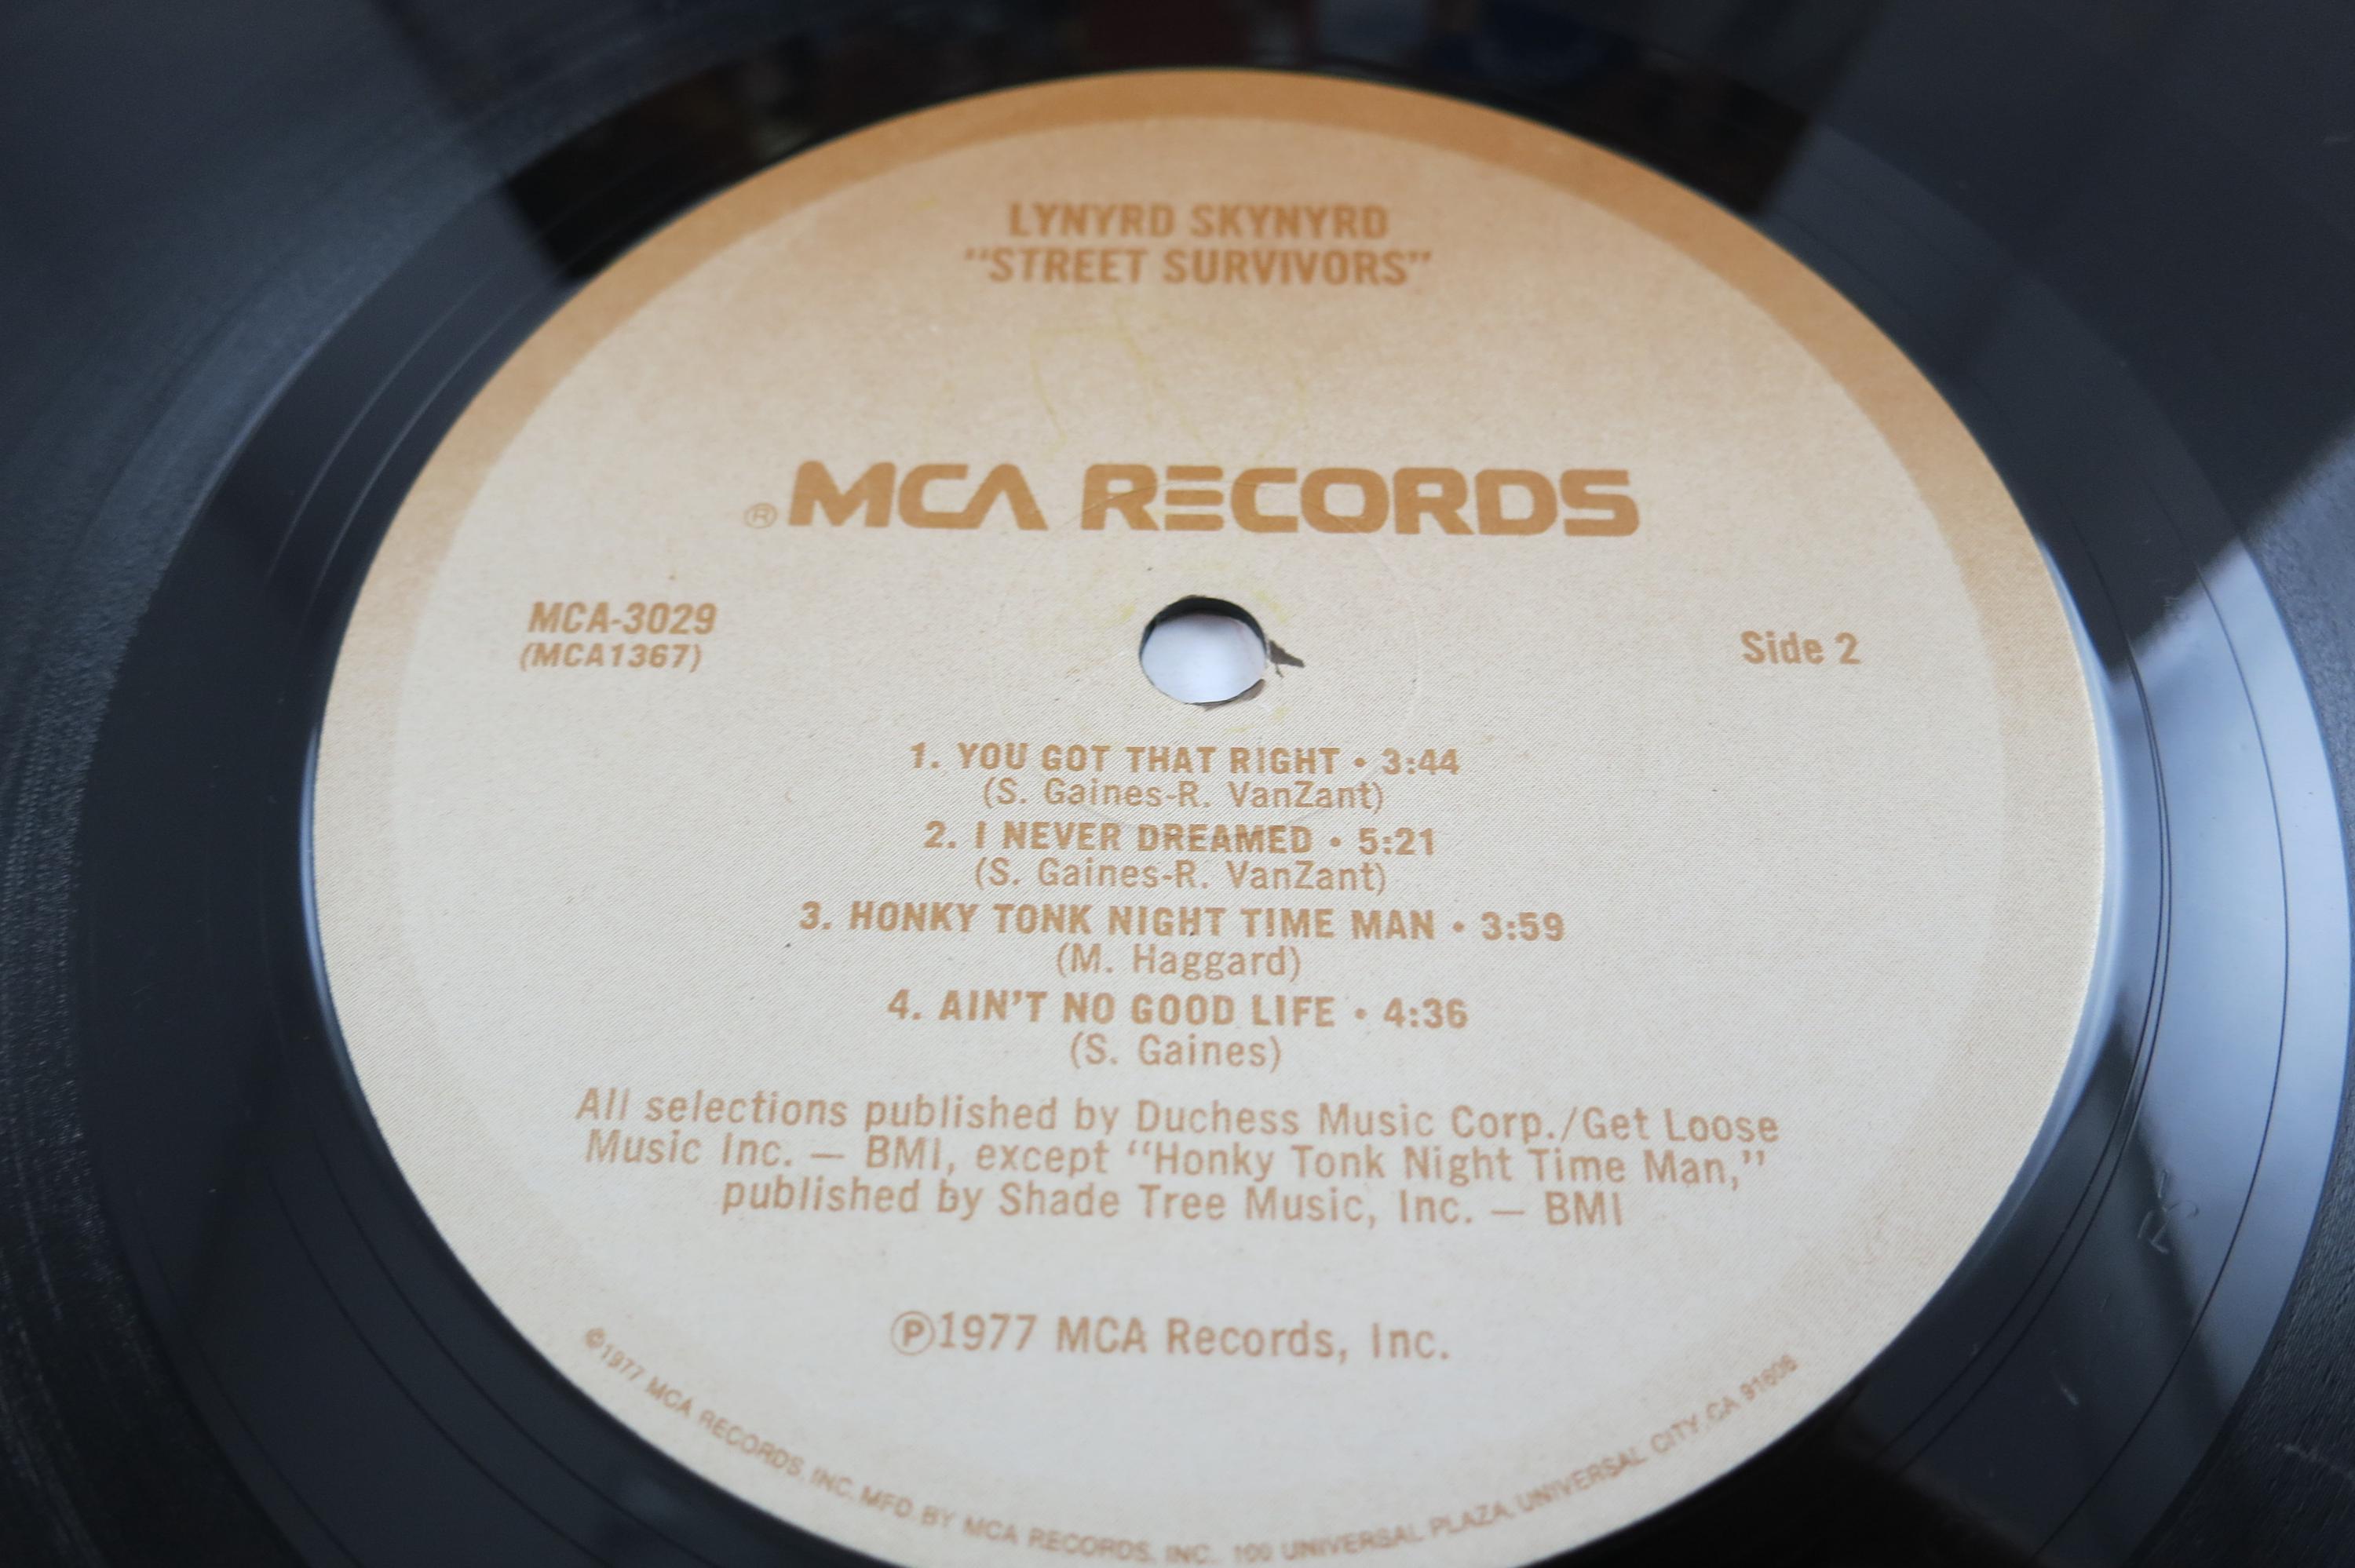 LYNYRD SKYNYRD
"STREET SURVIVORS"
® MCA RECORDS
MCA-3029
(MCA1367)
Side 2
1. YOU GOT THAT RIGHT • 3:44
(S. Gaines-R. VanZant)
2. I NEVER DREAMED • 5:21
(S. Gaines-R. VanZant)
3. HONKY TONK NIGHT TIME MAN • 3:59
(M. Haggard)
4. AIN'T NO GOOD LIFE • 4:36
(S. Gaines)
All selections published by Duchess Music Corp./Get Loose
Music Inc. — BMI, except "Honky Tonk Night Time Man,"
published by Shade Tree Music, Inc. — BMI
℗1977 MCA Records, Inc.
©1977 MCA RECORDS, INC. MFD. BY MCA RECORDS, INC. 100 UNIVERSAL PLAZA, UNIVERSAL CITY, CA 91608